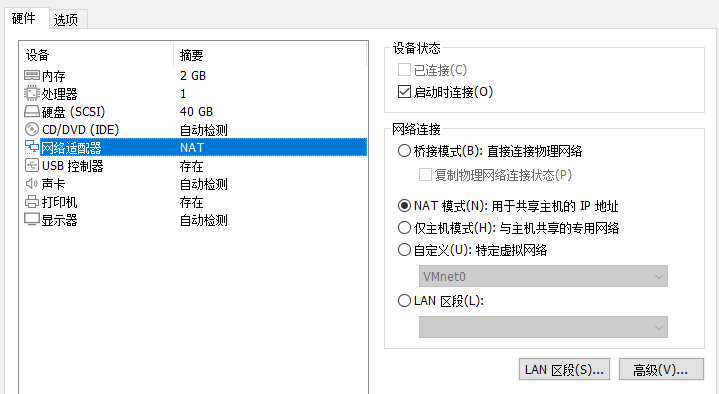 硬件 选项
设备 摘要
内存 2 GB
处理器 1
硬盘 (SCSI) 40 GB
CD/DVD (IDE) 自动检测
网络适配器 NAT
USB 控制器 存在
声卡 自动检测
打印机 存在
显示器 自动检测
设备状态
已连接(C)
启动时连接(O)
网络连接
桥接模式(B): 直接连接物理网络
复制物理网络连接状态(P)
NAT 模式(N): 用于共享主机的 IP 地址
仅主机模式(H): 与主机共享的专用网络
自定义(U): 特定虚拟网络
VMnet0
LAN 区段(L):
LAN 区段(S)... 高级(V)...